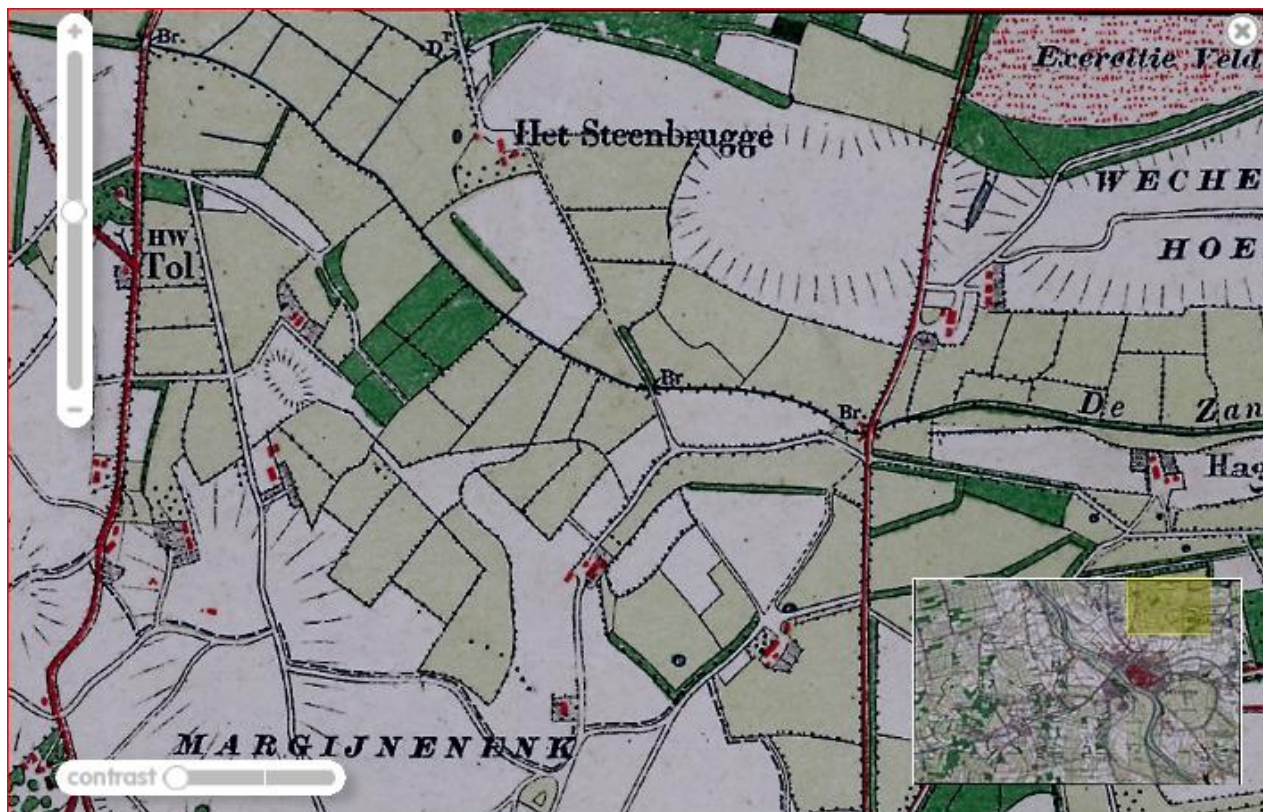 Br.
Dr
Exercitie Veld
Het Steenbrugge
WECHE
HW
Tol
HOE
Br.
Br.
De Zan
Hag
MARGIJNENENK
contrast